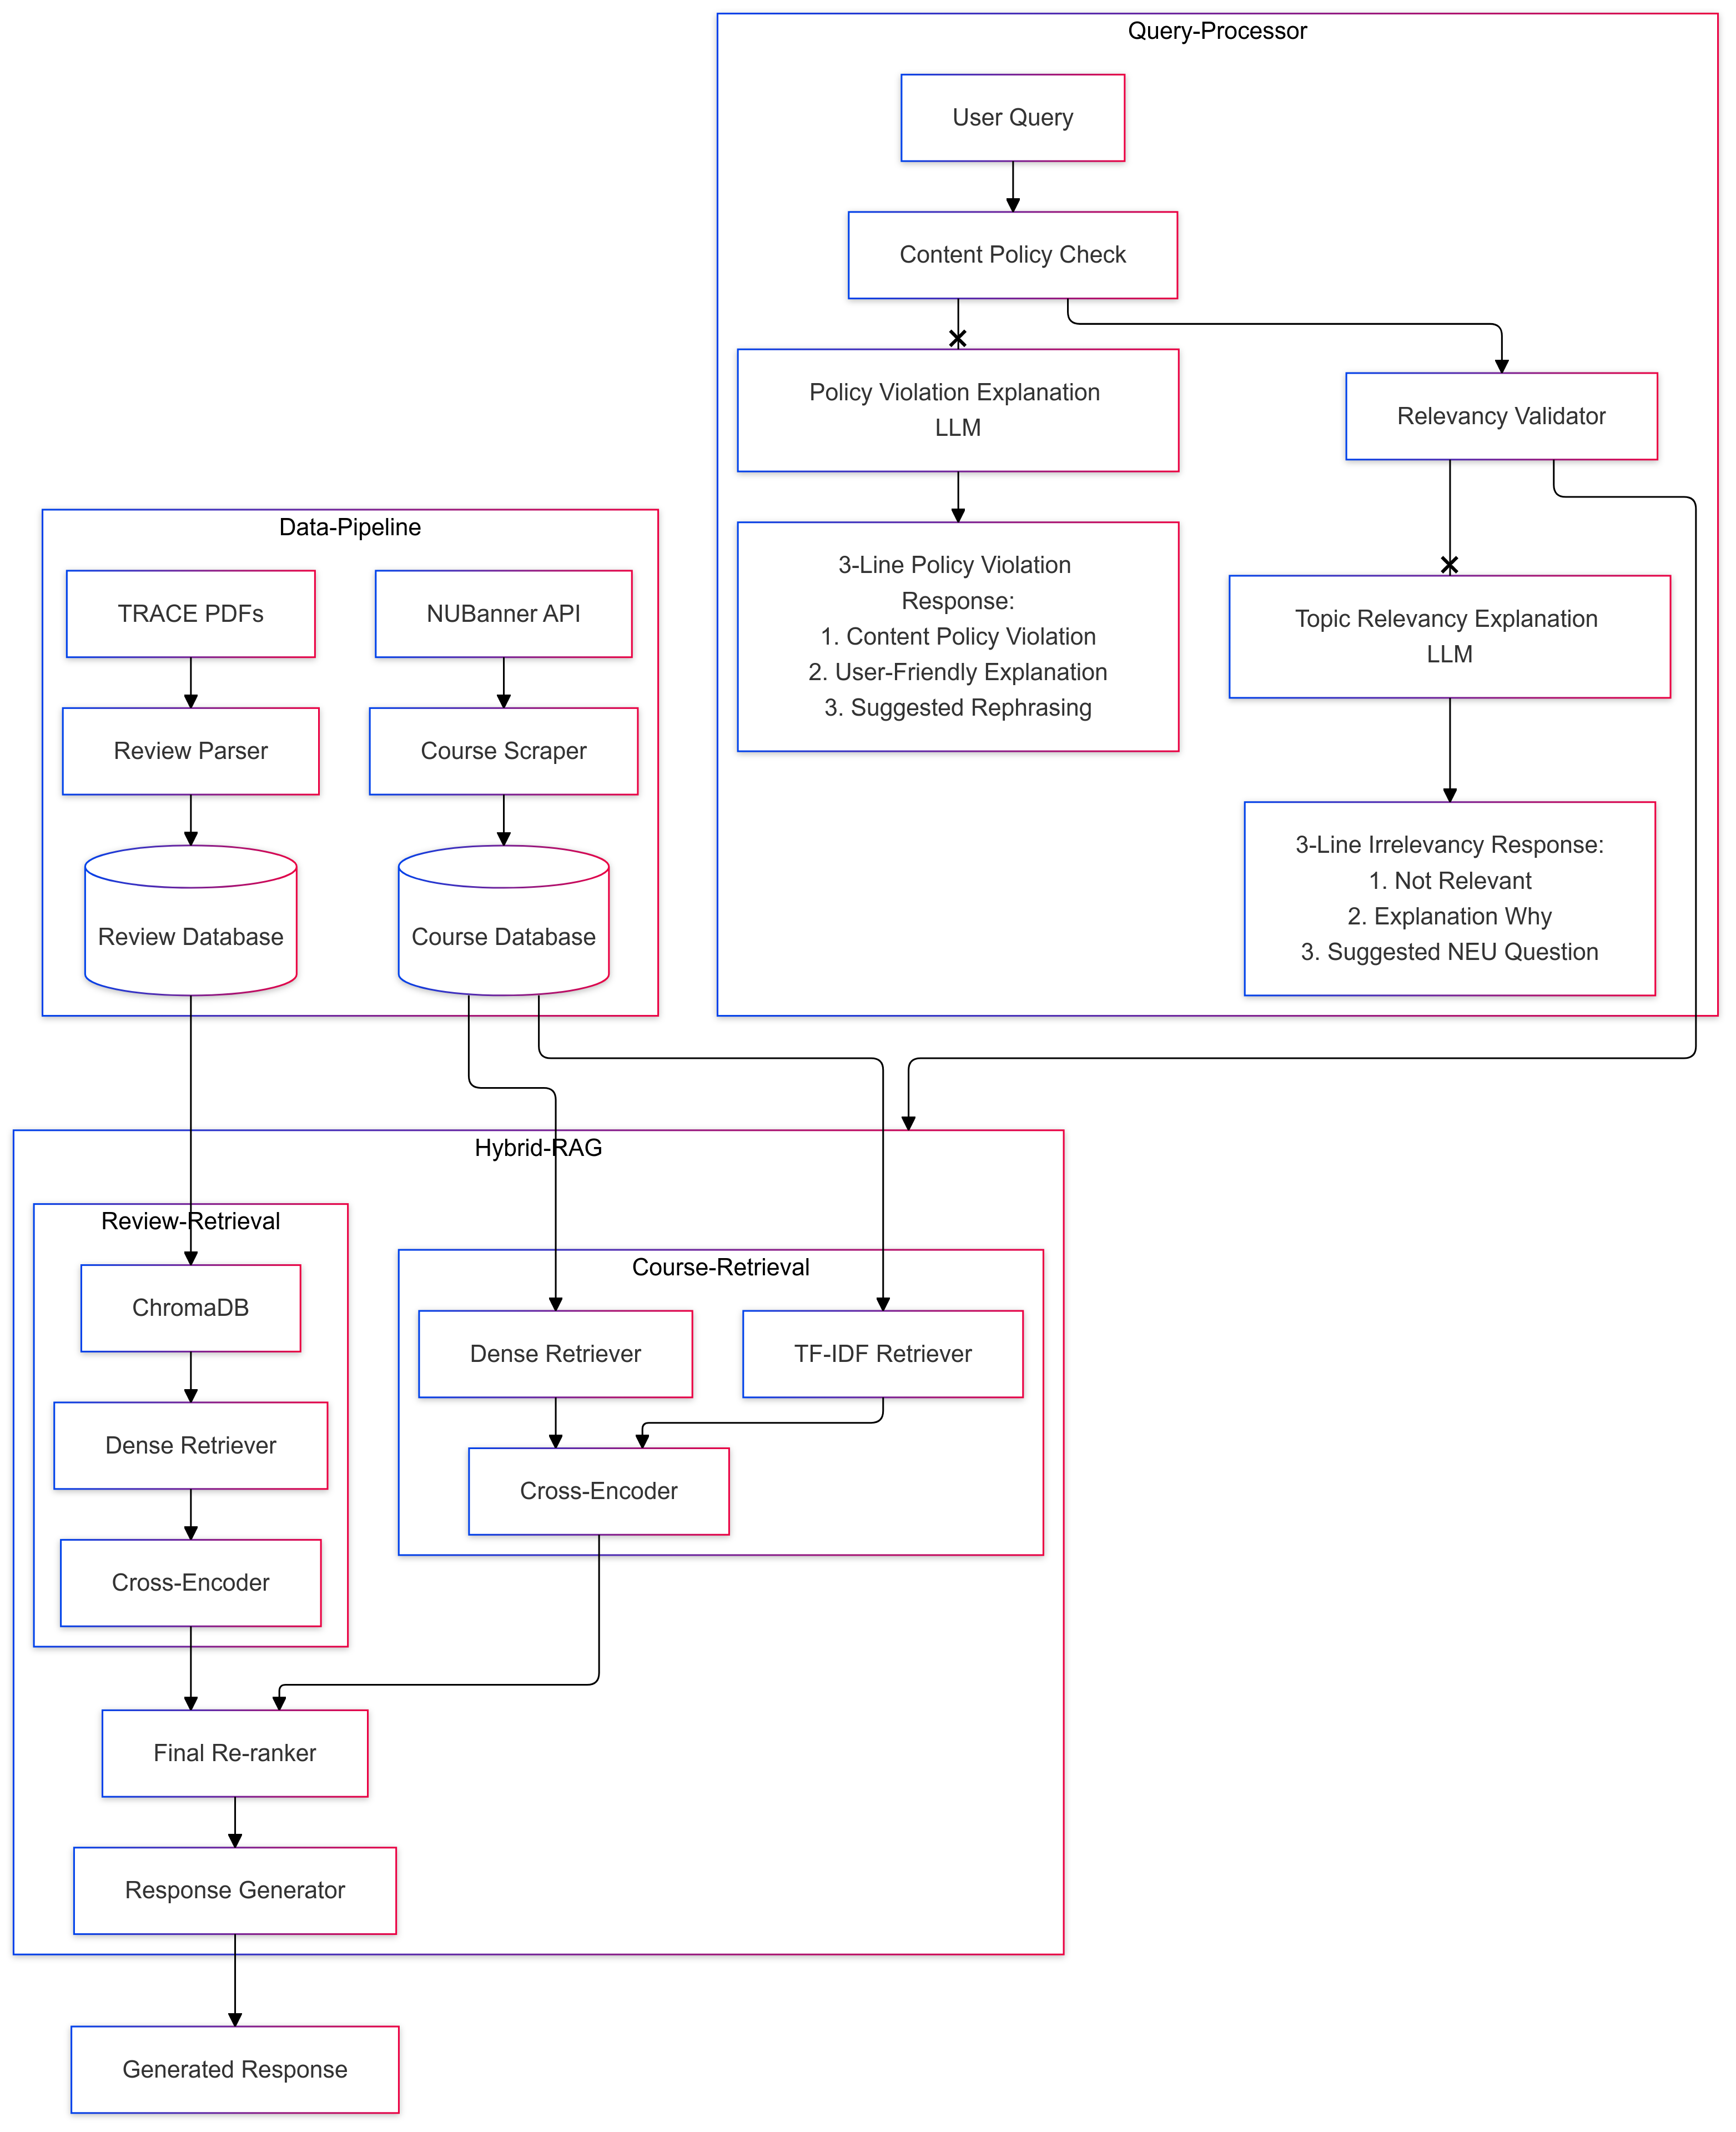 Query-Processor
User Query
Content Policy Check
Policy Violation Explanation
LLM
Relevancy Validator
3-Line Policy Violation
Response:
1. Content Policy Violation
2. User-Friendly Explanation
3. Suggested Rephrasing
Topic Relevancy Explanation
LLM
3-Line Irrelevancy Response:
1. Not Relevant
2. Explanation Why
3. Suggested NEU Question
Data-Pipeline
TRACE PDFs
NUBanner API
Review Parser
Course Scraper
Review Database
Course Database
Hybrid-RAG
Review-Retrieval
ChromaDB
Dense Retriever
Cross-Encoder
Course-Retrieval
Dense Retriever
TF-IDF Retriever
Cross-Encoder
Final Re-ranker
Response Generator
Generated Response